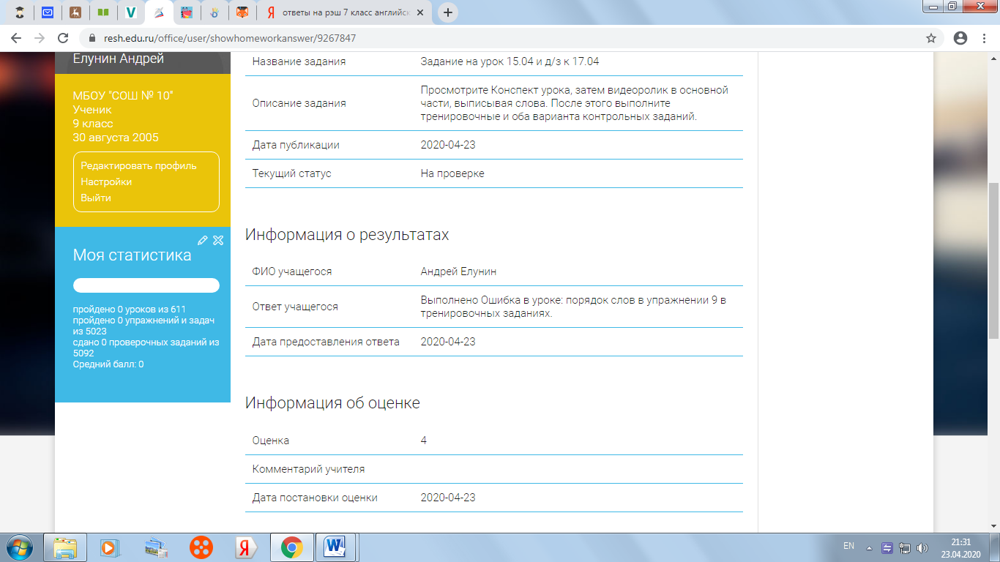 ответы на рэш 7 класс английск
resh.edu.ru/office/user/showhomeworkanswer/9267847
Елунин Андрей
МБОУ "СОШ № 10"
Ученик
9 класс
30 августа 2005
Редактировать профиль
Настройки
Выйти
Моя статистика
пройдено 0 уроков из 611
пройдено 0 упражнений и задач
из 5023
сдано 0 проверочных заданий из
5092
Средний балл: 0
Название задания Задание на урок 15.04 и д/з к 17.04
Описание задания Просмотрите Конспект урока, затем видеоролик в основной
части, выписывая слова. После этого выполните
тренировочные и оба варианта контрольных заданий.
Дата публикации 2020-04-23
Текущий статус На проверке
Информация о результатах
ФИО учащегося Андрей Елунин
Ответ учащегося Выполнено Ошибка в уроке: порядок слов в упражнении 9 в
тренировочных заданиях.
Дата предоставления ответа 2020-04-23
Информация об оценке
Оценка 4
Комментарий учителя
Дата постановки оценки 2020-04-23
EN 21:31
23.04.2020